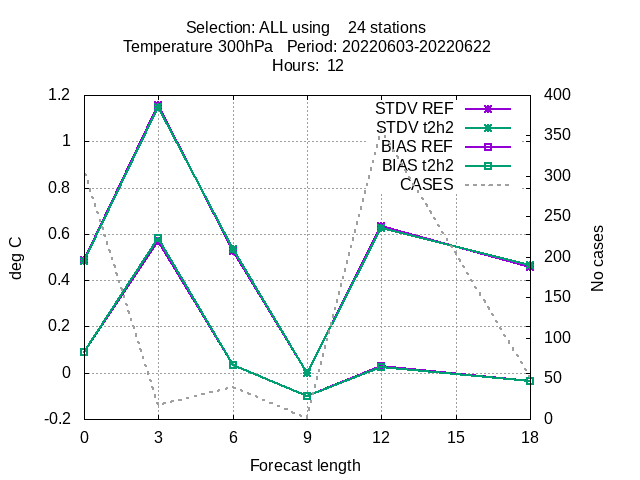 Selection: ALL using 24 stations
Temperature 300hPa Period: 20220603-20220622
Hours: 12
1.2
1
0.8
0.6
0.4
0.2
0
-0.2
deg C
400
350
300
250
200
150
100
50
0
No cases
STDV REF
STDV t2h2
BIAS REF
BIAS t2h2
CASES
0 3 6 9 12 15 18
Forecast length